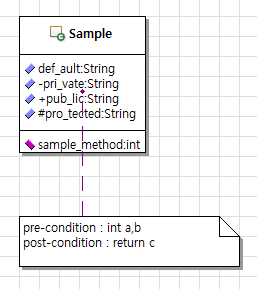 Sample
def_ault:String
-pri_vate:String
+pub_lic:String
#pro_tected:String
sample_method:int
pre-condition : int a,b
post-condition : return c